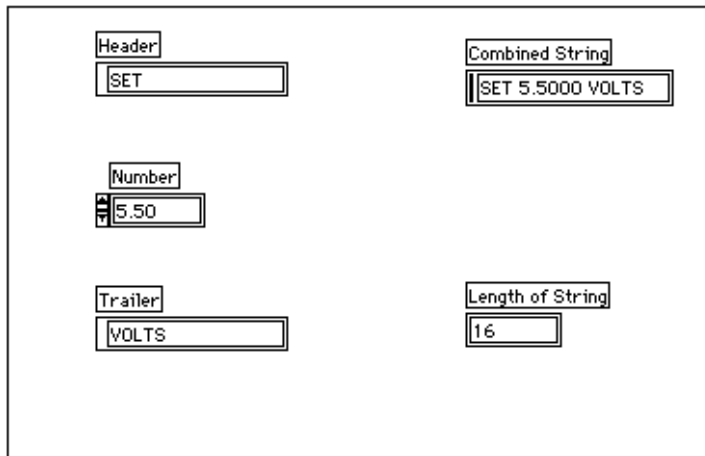 Header
SET
Combined String
SET 5.5000 VOLTS
Number
5.50
Trailer
VOLTS
Length of String
16